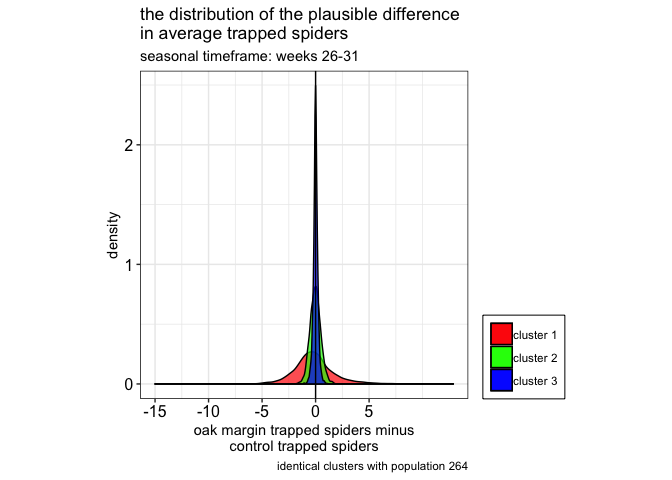 the distribution of the plausible difference
in average trapped spiders
seasonal timeframe: weeks 26-31
density
2
1
0
-15 -10 -5 0 5
oak margin trapped spiders minus
control trapped spiders
cluster 1
cluster 2
cluster 3
identical clusters with population 264